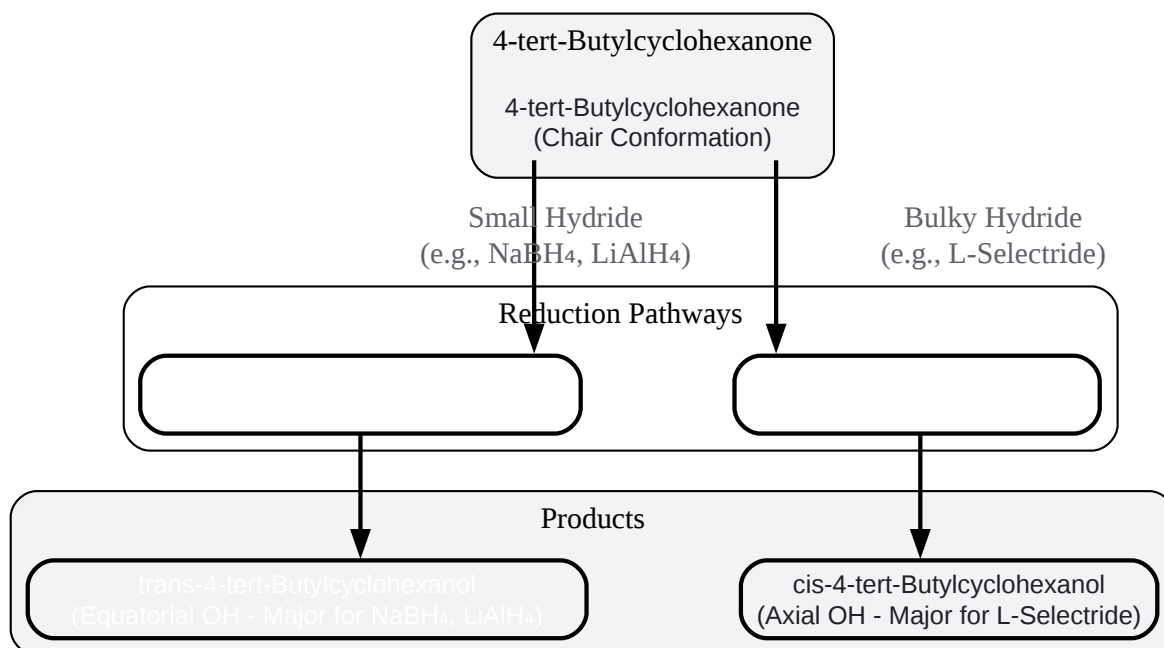 4-tert-Butylcyclohexanone
4-tert-Butylcyclohexanone
(Chair Conformation)
Small Hydride
(e.g., NaBH₄, LiAlH₄)
Bulky Hydride
(e.g., L-Selectride)
Reduction Pathways
Products
trans-4-tert-Butylcyclohexanol
(Equatorial OH - Major for NaBH₄, LiAlH₄)
cis-4-tert-Butylcyclohexanol
(Axial OH - Major for L-Selectride)